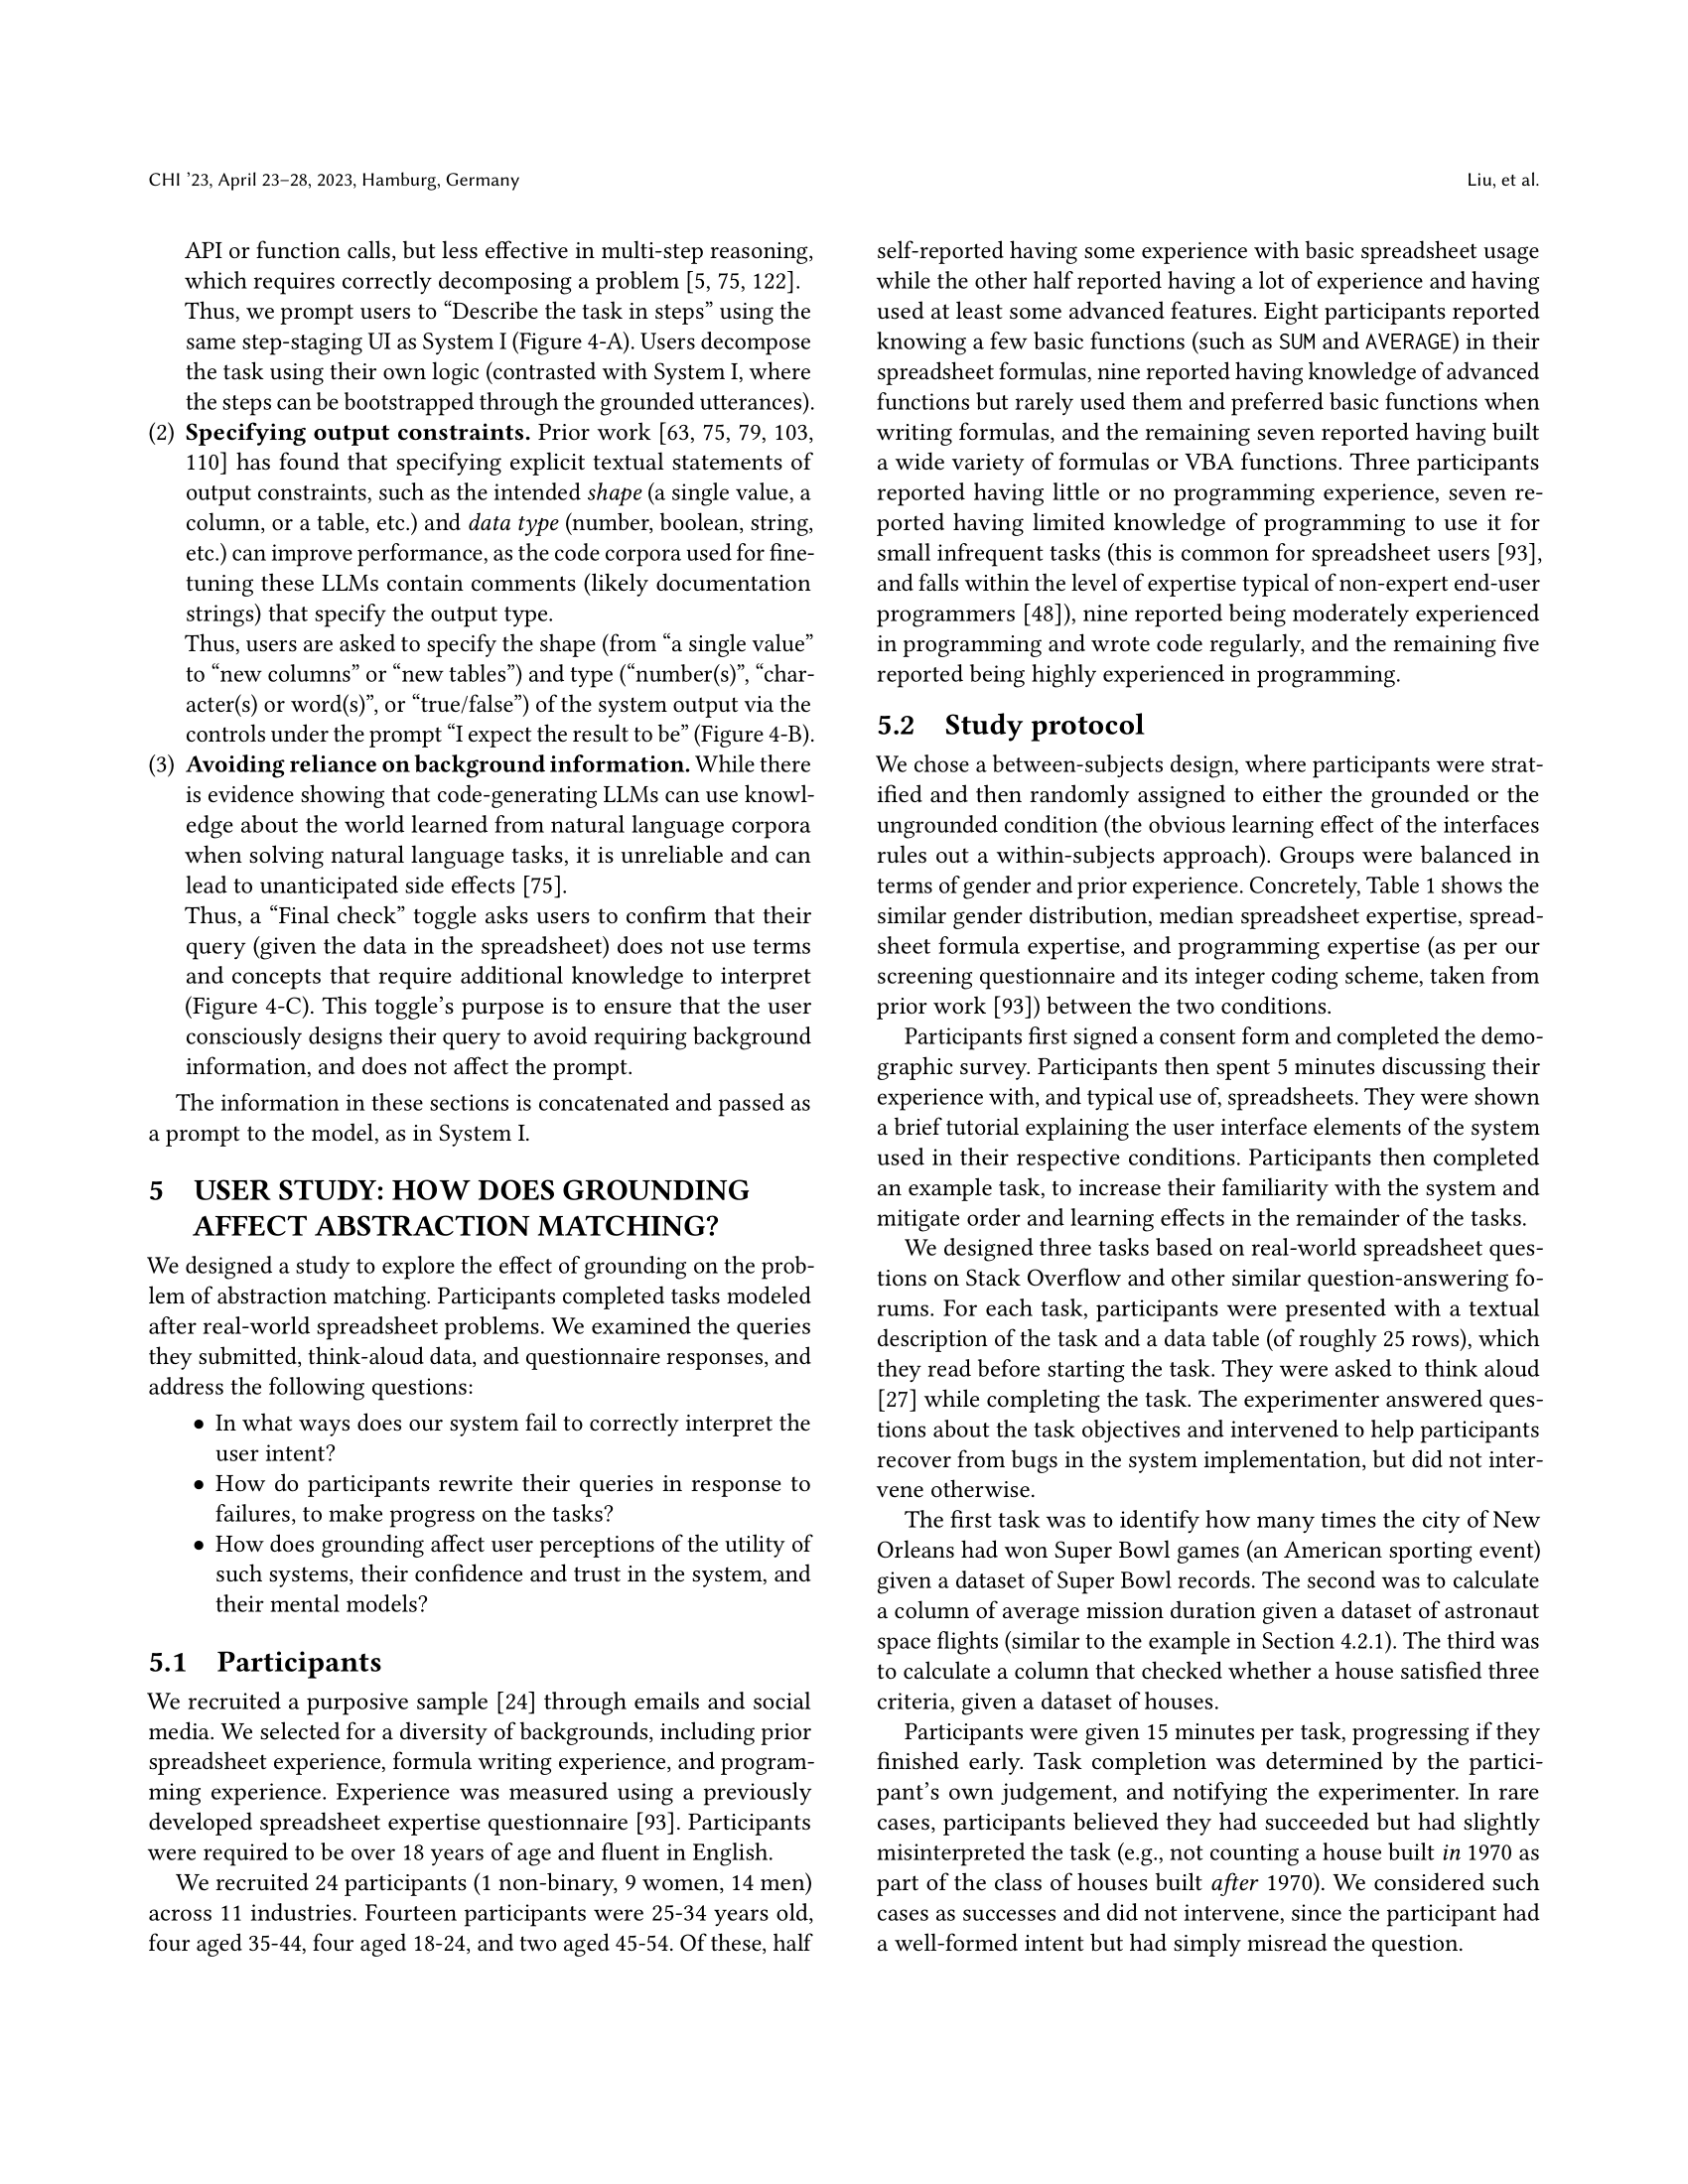 CHI ’23, April 23–28, 2023, Hamburg, Germany
Liu, et al.
API or function calls, but less effective in multi-step reasoning,
which requires correctly decomposing a problem [5, 75, 122].
Thus, we prompt users to “Describe the task in steps” using the
same step-staging UI as System I (Figure 4-A). Users decompose
the task using their own logic (contrasted with System I, where
the steps can be bootstrapped through the grounded utterances).
(2) Specifying output constraints. Prior work [63, 75, 79, 103,
110] has found that specifying explicit textual statements of
output constraints, such as the intended shape (a single value, a
column, or a table, etc.) and data type (number, boolean, string,
etc.) can improve performance, as the code corpora used for fine-
tuning these LLMs contain comments (likely documentation
strings) that specify the output type.
Thus, users are asked to specify the shape (from “a single value”
to “new columns” or “new tables”) and type (“number(s)”, “char-
acter(s) or word(s)”, or “true/false”) of the system output via the
controls under the prompt “I expect the result to be” (Figure 4-B).
(3) Avoiding reliance on background information. While there
is evidence showing that code-generating LLMs can use knowl-
edge about the world learned from natural language corpora
when solving natural language tasks, it is unreliable and can
lead to unanticipated side effects [75].
Thus, a “Final check” toggle asks users to confirm that their
query (given the data in the spreadsheet) does not use terms
and concepts that require additional knowledge to interpret
(Figure 4-C). This toggle’s purpose is to ensure that the user
consciously designs their query to avoid requiring background
information, and does not affect the prompt.
The information in these sections is concatenated and passed as
a prompt to the model, as in System I.
5 USER STUDY: HOW DOES GROUNDING
AFFECT ABSTRACTION MATCHING?
We designed a study to explore the effect of grounding on the prob-
lem of abstraction matching. Participants completed tasks modeled
after real-world spreadsheet problems. We examined the queries
they submitted, think-aloud data, and questionnaire responses, and
address the following questions:
• In what ways does our system fail to correctly interpret the
user intent?
• How do participants rewrite their queries in response to
failures, to make progress on the tasks?
• How does grounding affect user perceptions of the utility of
such systems, their confidence and trust in the system, and
their mental models?
5.1 Participants
We recruited a purposive sample [24] through emails and social
media. We selected for a diversity of backgrounds, including prior
spreadsheet experience, formula writing experience, and program-
ming experience. Experience was measured using a previously
developed spreadsheet expertise questionnaire [93]. Participants
were required to be over 18 years of age and fluent in English.
We recruited 24 participants (1 non-binary, 9 women, 14 men)
across 11 industries. Fourteen participants were 25-34 years old,
four aged 35-44, four aged 18-24, and two aged 45-54. Of these, half
self-reported having some experience with basic spreadsheet usage
while the other half reported having a lot of experience and having
used at least some advanced features. Eight participants reported
knowing a few basic functions (such as SUM and AVERAGE) in their
spreadsheet formulas, nine reported having knowledge of advanced
functions but rarely used them and preferred basic functions when
writing formulas, and the remaining seven reported having built
a wide variety of formulas or VBA functions. Three participants
reported having little or no programming experience, seven re-
ported having limited knowledge of programming to use it for
small infrequent tasks (this is common for spreadsheet users [93],
and falls within the level of expertise typical of non-expert end-user
programmers [48]), nine reported being moderately experienced
in programming and wrote code regularly, and the remaining five
reported being highly experienced in programming.
5.2 Study protocol
We chose a between-subjects design, where participants were strat-
ified and then randomly assigned to either the grounded or the
ungrounded condition (the obvious learning effect of the interfaces
rules out a within-subjects approach). Groups were balanced in
terms of gender and prior experience. Concretely, Table 1 shows the
similar gender distribution, median spreadsheet expertise, spread-
sheet formula expertise, and programming expertise (as per our
screening questionnaire and its integer coding scheme, taken from
prior work [93]) between the two conditions.
Participants first signed a consent form and completed the demo-
graphic survey. Participants then spent 5 minutes discussing their
experience with, and typical use of, spreadsheets. They were shown
a brief tutorial explaining the user interface elements of the system
used in their respective conditions. Participants then completed
an example task, to increase their familiarity with the system and
mitigate order and learning effects in the remainder of the tasks.
We designed three tasks based on real-world spreadsheet ques-
tions on Stack Overflow and other similar question-answering fo-
rums. For each task, participants were presented with a textual
description of the task and a data table (of roughly 25 rows), which
they read before starting the task. They were asked to think aloud
[27] while completing the task. The experimenter answered ques-
tions about the task objectives and intervened to help participants
recover from bugs in the system implementation, but did not inter-
vene otherwise.
The first task was to identify how many times the city of New
Orleans had won Super Bowl games (an American sporting event)
given a dataset of Super Bowl records. The second was to calculate
a column of average mission duration given a dataset of astronaut
space flights (similar to the example in Section 4.2.1). The third was
to calculate a column that checked whether a house satisfied three
criteria, given a dataset of houses.
Participants were given 15 minutes per task, progressing if they
finished early. Task completion was determined by the partici-
pant’s own judgement, and notifying the experimenter. In rare
cases, participants believed they had succeeded but had slightly
misinterpreted the task (e.g., not counting a house built in 1970 as
part of the class of houses built after 1970). We considered such
cases as successes and did not intervene, since the participant had
a well-formed intent but had simply misread the question.